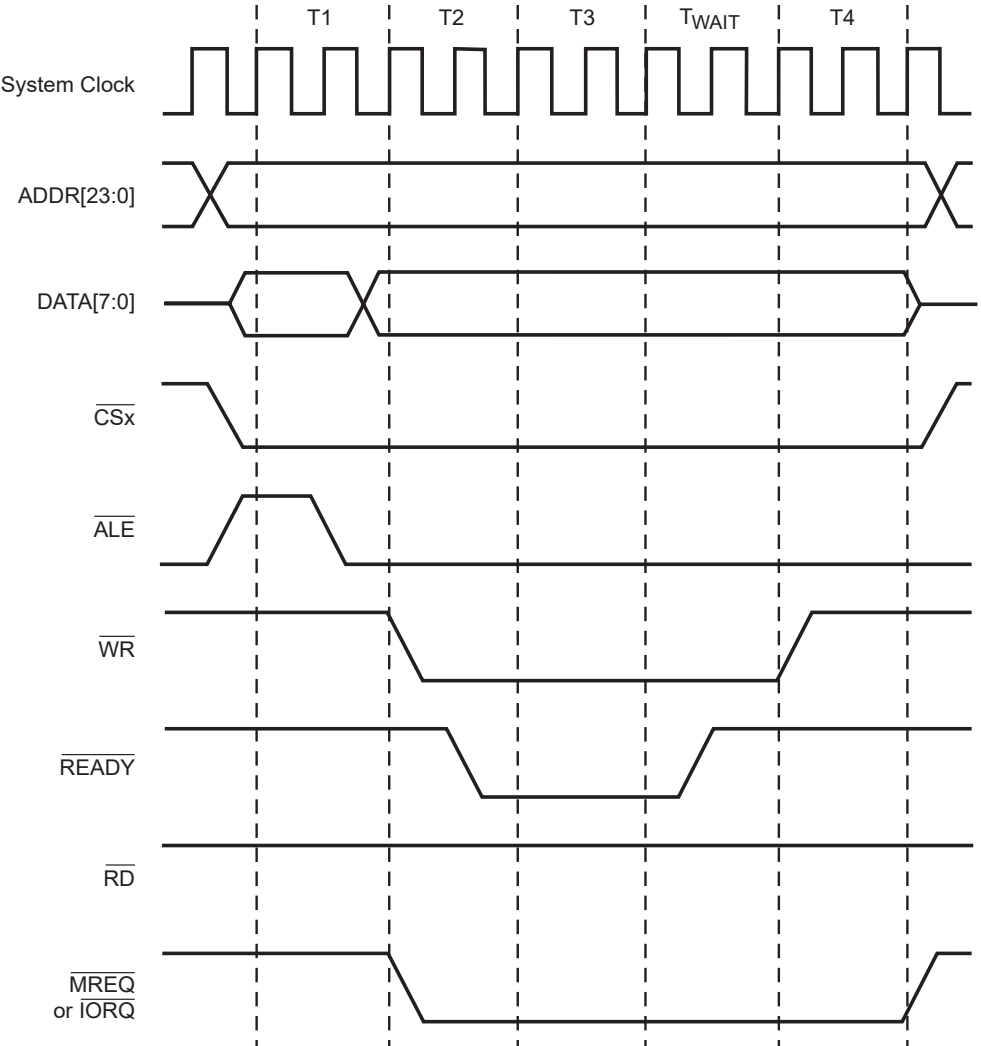 T1 T2 T3 TWAIT T4
System Clock
ADDR[23:0]
DATA[7:0]
CSx
ALE
WR
READY
RD
MREQ
or IORQ